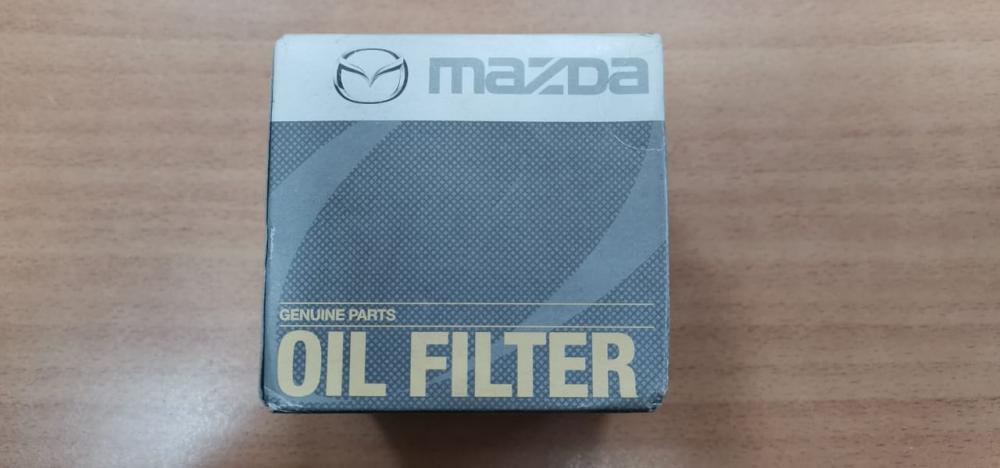 mazda
GENUINE PARTS
OIL FILTER